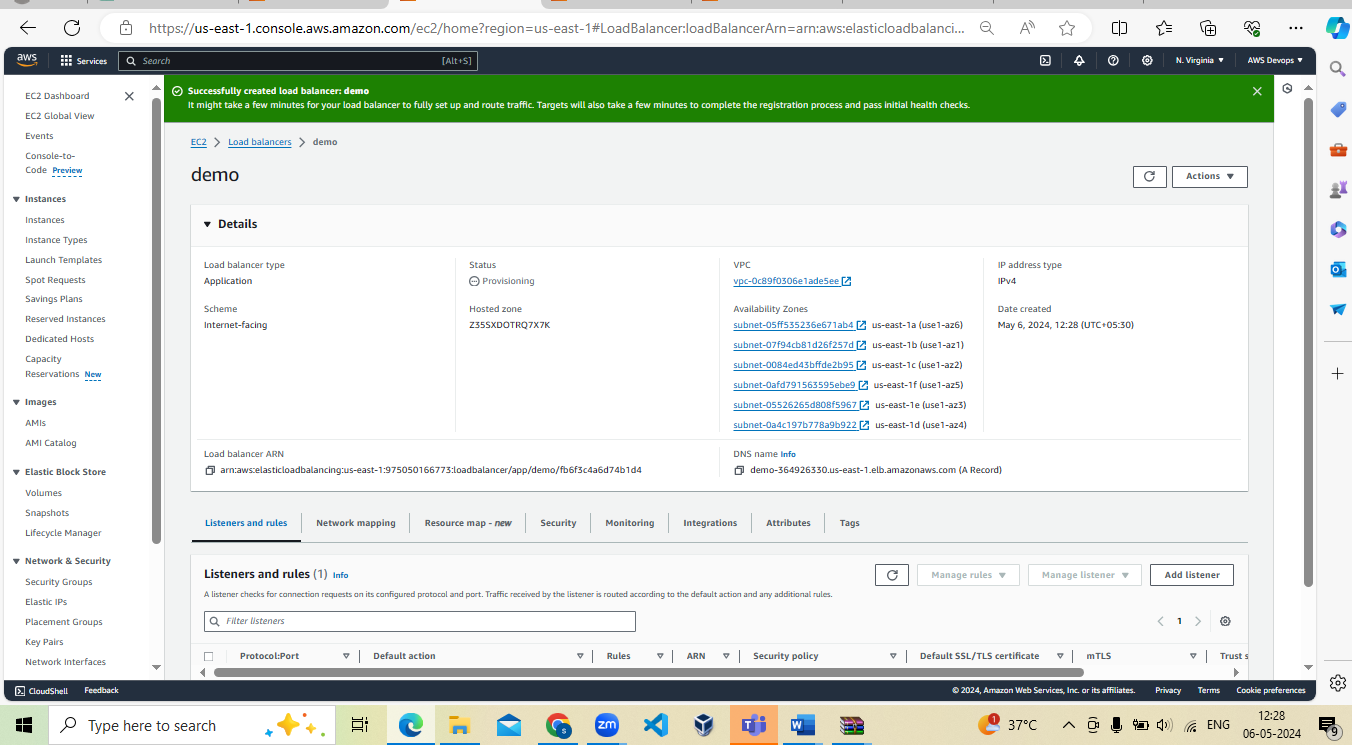 https://us-east-1.console.aws.amazon.com/ec2/home?region=us-east-1#LoadBalancer:loadBalancerArn=arn:aws:elasticloadbalanci...
aws Services Search [Alt+S] N. Virginia AWS Devops
EC2 Dashboard
EC2 Global View
Events
Console-to-
Code Preview
Instances
Instances
Instance Types
Launch Templates
Spot Requests
Savings Plans
Reserved Instances
Dedicated Hosts
Capacity
Reservations New
Images
AMIs
AMI Catalog
Elastic Block Store
Volumes
Snapshots
Lifecycle Manager
Network & Security
Security Groups
Elastic IPs
Placement Groups
Key Pairs
Network Interfaces
Successfully created load balancer: demo
It might take a few minutes for your load balancer to fully set up and route traffic. Targets will also take a few minutes to complete the registration process and pass initial health checks.
EC2 Load balancers demo
demo
Actions
Details
Load balancer type
Application
Scheme
Internet-facing
Status
Provisioning
Hosted zone
Z35SXDOTRQ7X7K
VPC
vpc-0c89f0306e1ade5ee
Availability Zones
subnet-05ff535236e671ab4 us-east-1a (use1-az6)
subnet-07f94cb81d26f257d us-east-1b (use1-az1)
subnet-0084ed43bffde2b95 us-east-1c (use1-az2)
subnet-0afd791563595ebe9 us-east-1f (use1-az5)
subnet-05526265d808f5967 us-east-1e (use1-az3)
subnet-0a4c197b778a9b922 us-east-1d (use1-az4)
IP address type
IPv4
Date created
May 6, 2024, 12:28 (UTC+05:30)
Load balancer ARN
arn:aws:elasticloadbalancing:us-east-1:975050166773:loadbalancer/app/demo/fb6f3c4a6d74b1d4
DNS name Info
demo-364926330.us-east-1.elb.amazonaws.com (A Record)
Listeners and rules Network mapping Resource map - new Security Monitoring Integrations Attributes Tags
Listeners and rules (1) Info
Manage rules Manage listener Add listener
A listener checks for connection requests on its configured protocol and port. Traffic received by the listener is routed according to the default action and any additional rules.
Filter listeners
1
Protocol:Port Default action Rules ARN Security policy Default SSL/TLS certificate mTLS Trust s
CloudShell Feedback © 2024, Amazon Web Services, Inc. or its affiliates. Privacy Terms Cookie preferences
Type here to search
zm
1 37°C ENG
12:28
06-05-2024
9